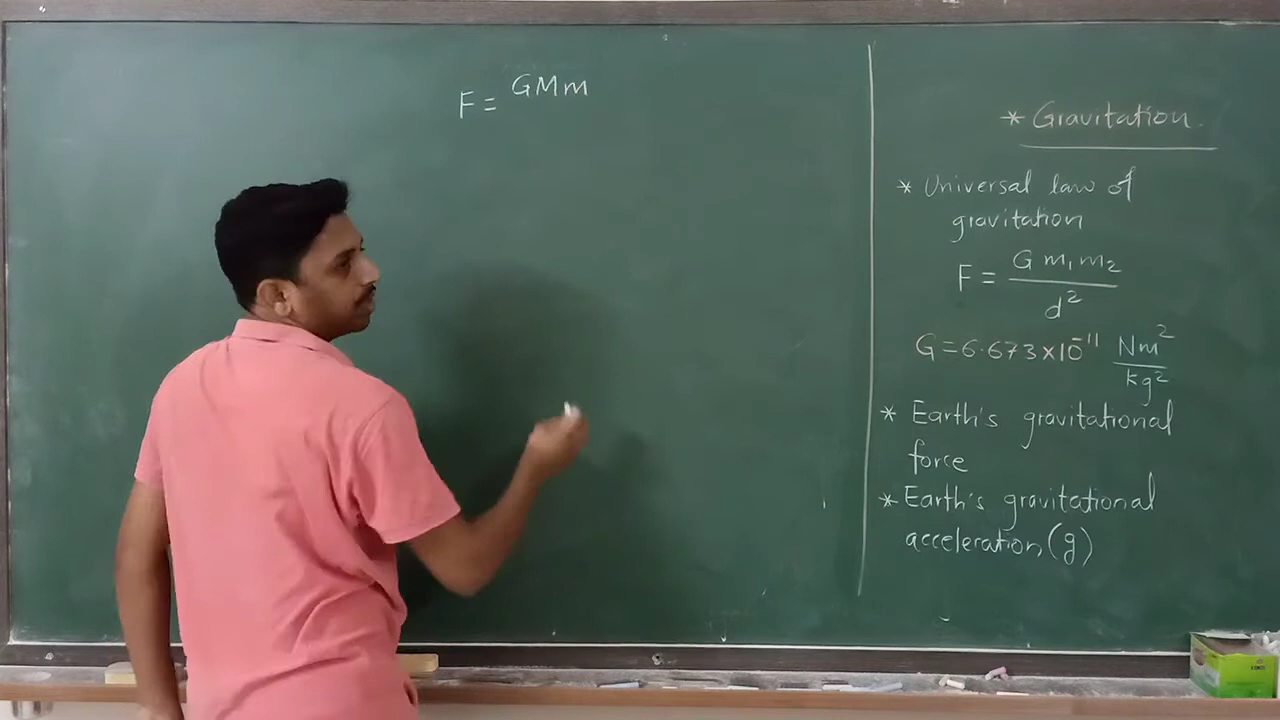 F = GMm
* Gravitation.
* Universal law of
gravitation
F = G m₁ m₂
d²
G = 6.673 × 10⁻¹¹ Nm²
kg²
* Earth's gravitational
force
* Earth's gravitational
acceleration (g)